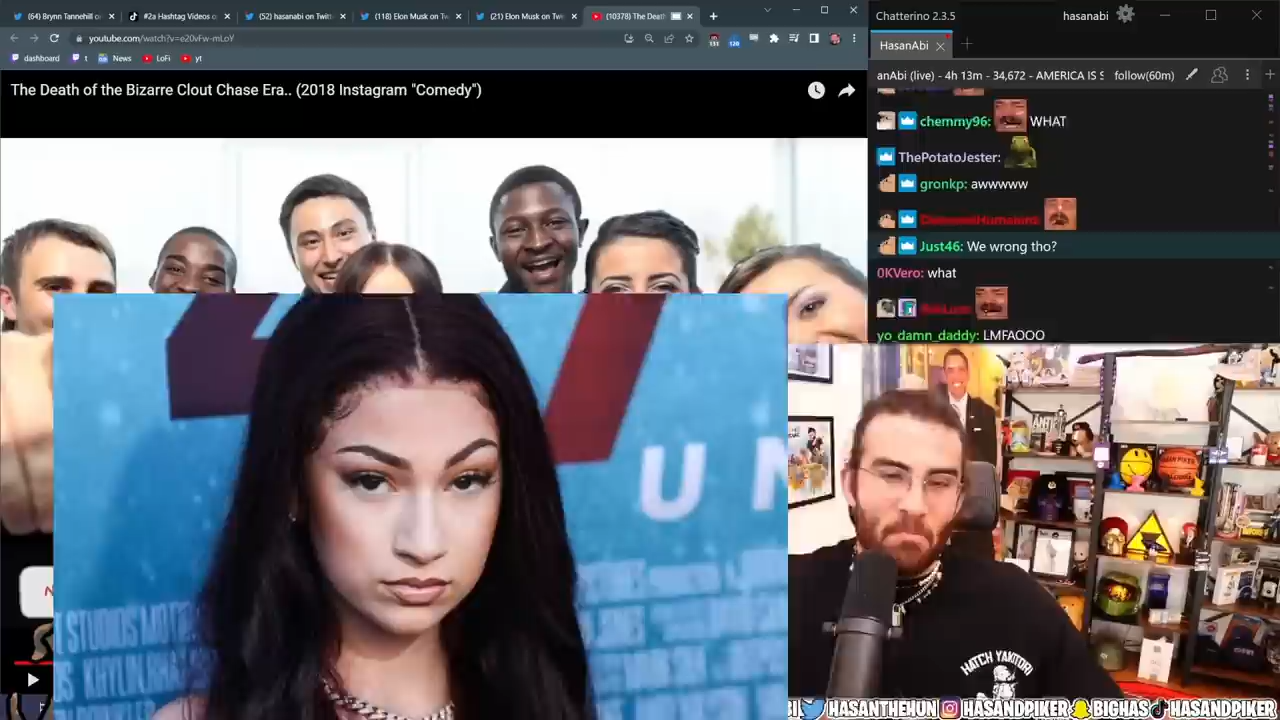 (64) Brynn Tannehill
#2a Hashtag Videos
(52) hasanabi on Twit
(118) Elon Musk on Tw
(21) Elon Musk on Tw
(10378) The Death
youtube.com/watch?v=e20vFw-mLoY
dashboard
t
News
LoFi
yt
The Death of the Bizarre Clout Chase Era.. (2018 Instagram "Comedy")
U N
STUDIOS
Chatterino 2.3.5
hasanabi
HasanAbi
anAbi (live) - 4h 13m - 34,672 - AMERICA IS S
follow(60m)
chemmy96: WHAT
ThePotatoJester:
gronkp: awwwww
Just46: We wrong tho?
0KVero: what
yo_damn_daddy: LMFAOOO
HATCH YAKITORI
HASANTHEHUN HASANDPIKER BIGHAS HASANDPIKER